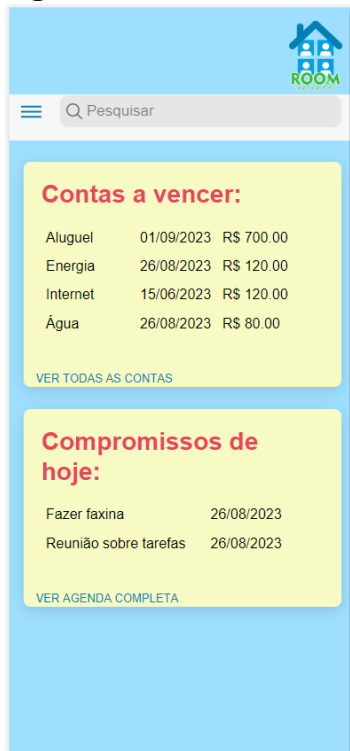 ROOM
Pesquisar
Contas a vencer:
Aluguel 01/09/2023 R$ 700.00
Energia 26/08/2023 R$ 120.00
Internet 15/06/2023 R$ 120.00
Água 26/08/2023 R$ 80.00
VER TODAS AS CONTAS
Compromissos de
hoje:
Fazer faxina 26/08/2023
Reunião sobre tarefas 26/08/2023
VER AGENDA COMPLETA